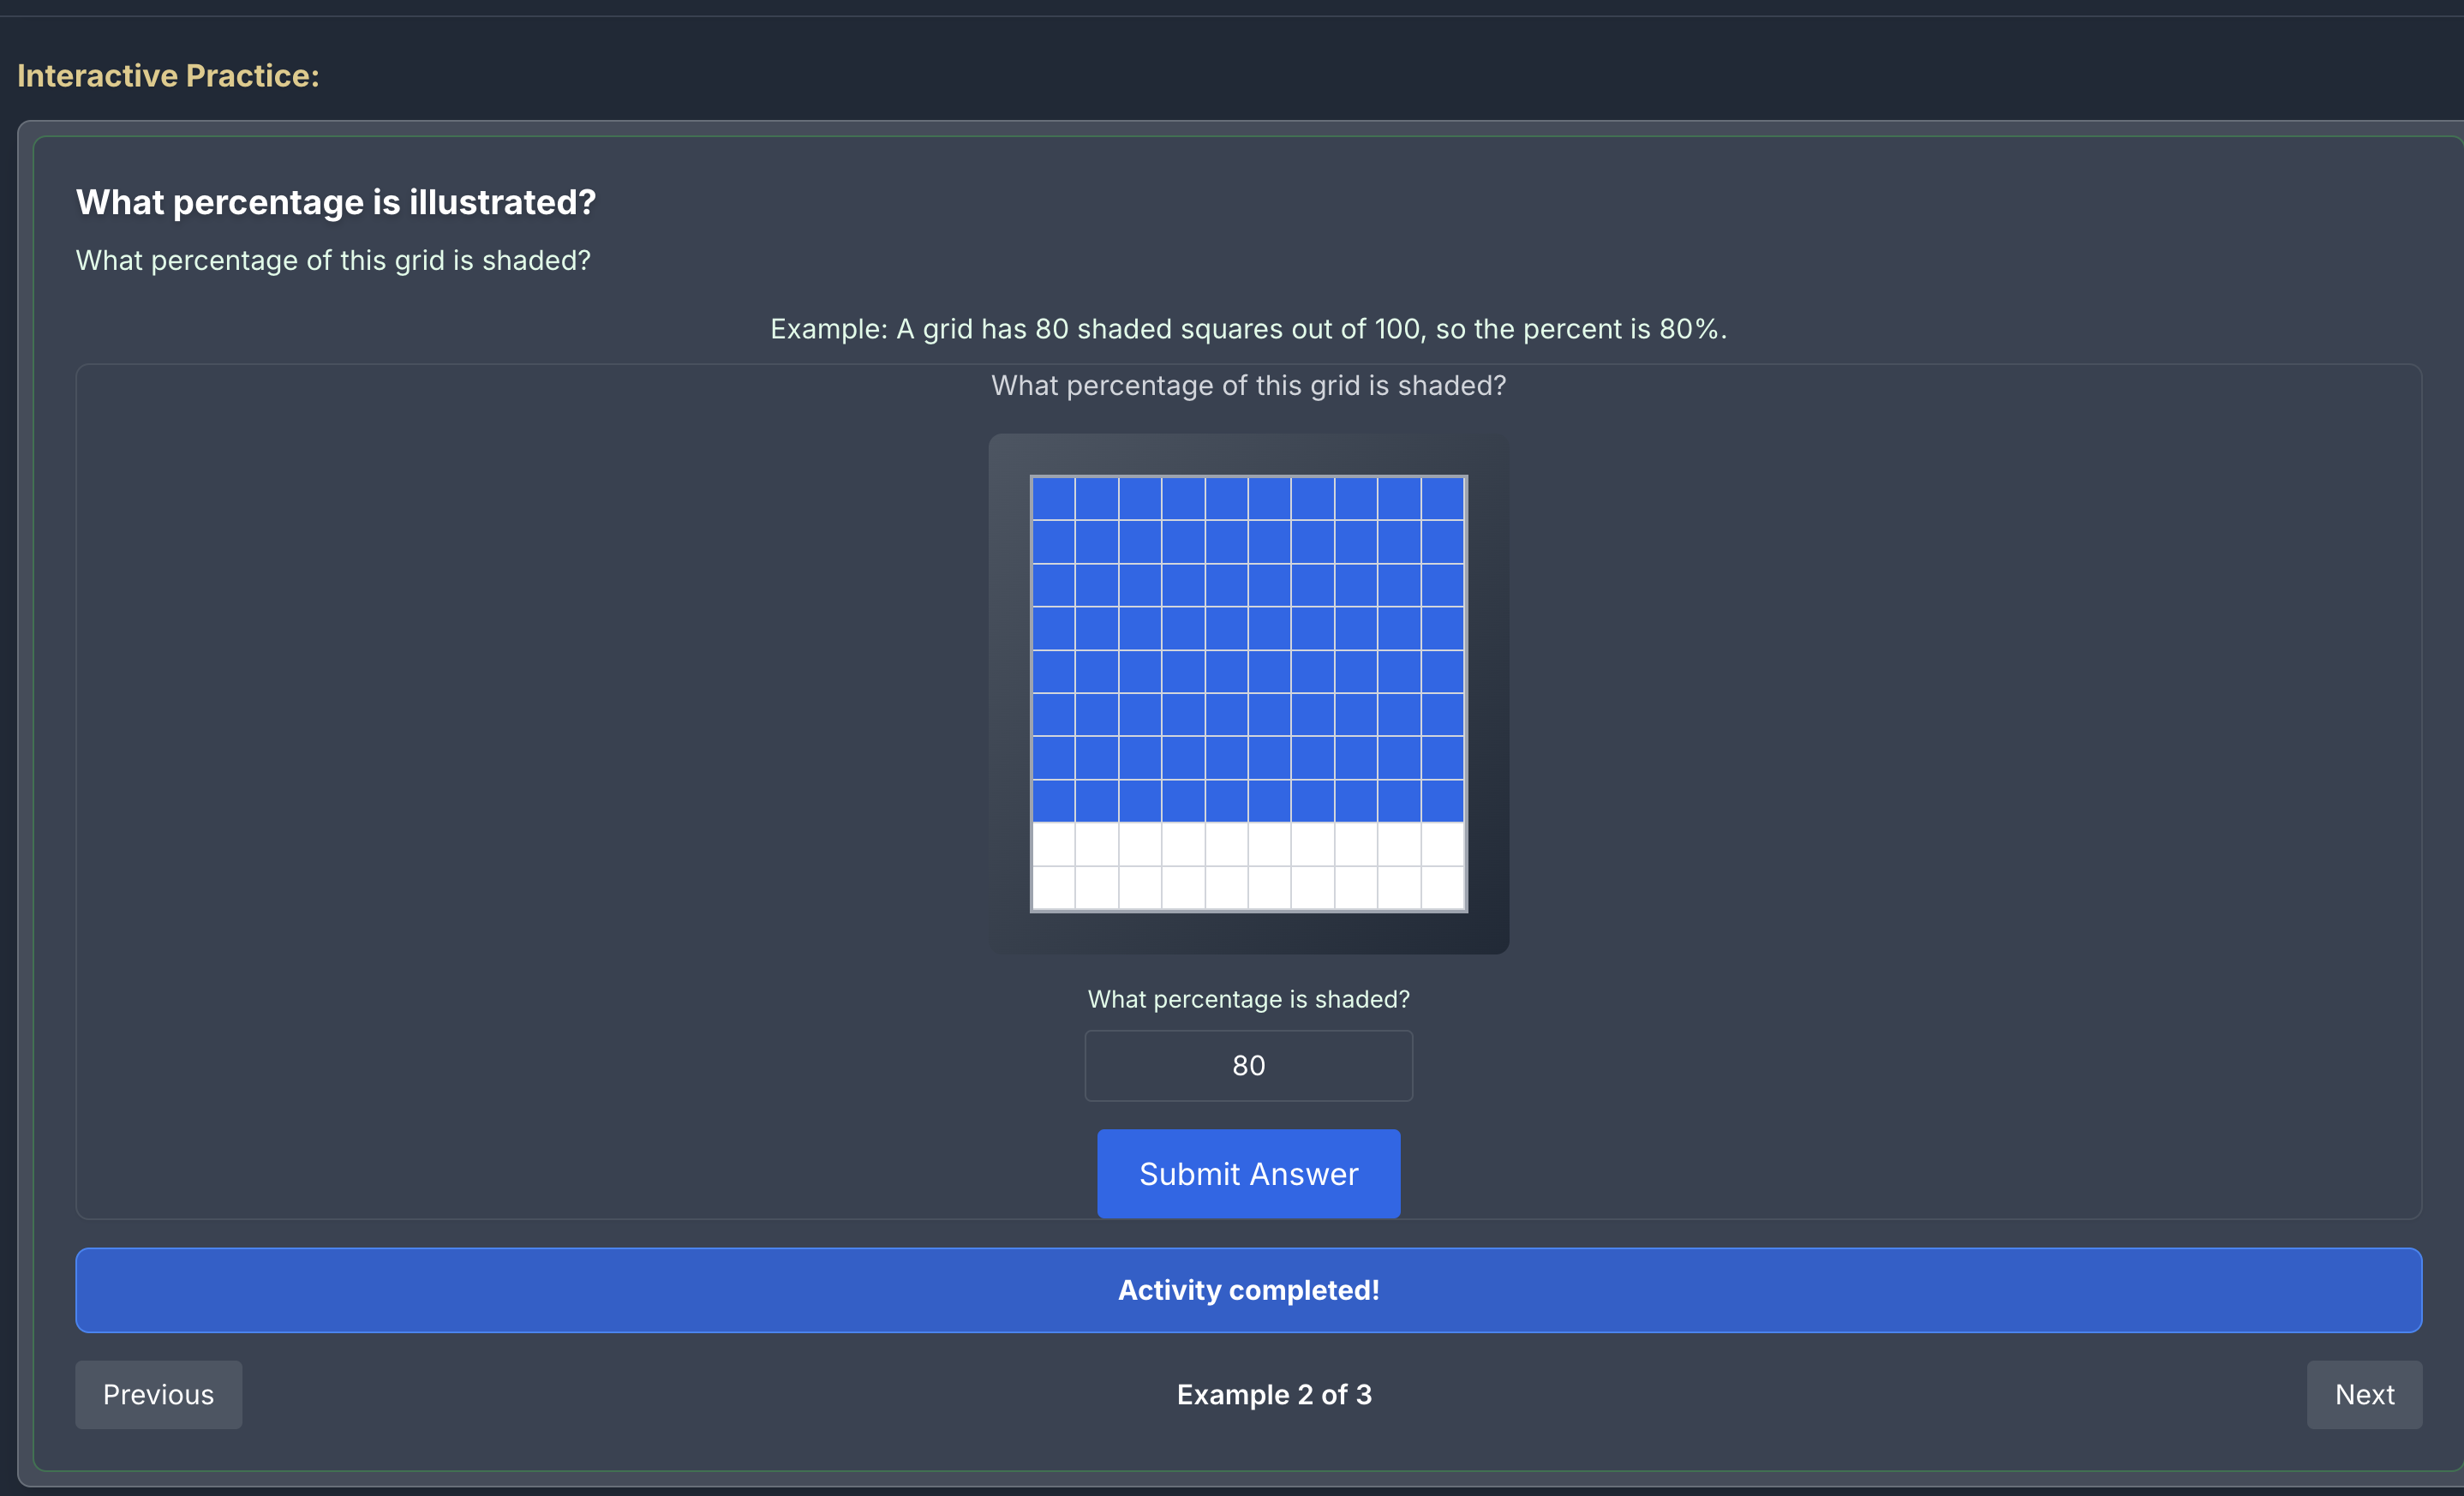 Interactive Practice:
What percentage is illustrated?
What percentage of this grid is shaded?
Example: A grid has 80 shaded squares out of 100, so the percent is 80%.
What percentage of this grid is shaded?
What percentage is shaded?
80
Submit Answer
Activity completed!
Previous
Example 2 of 3
Next